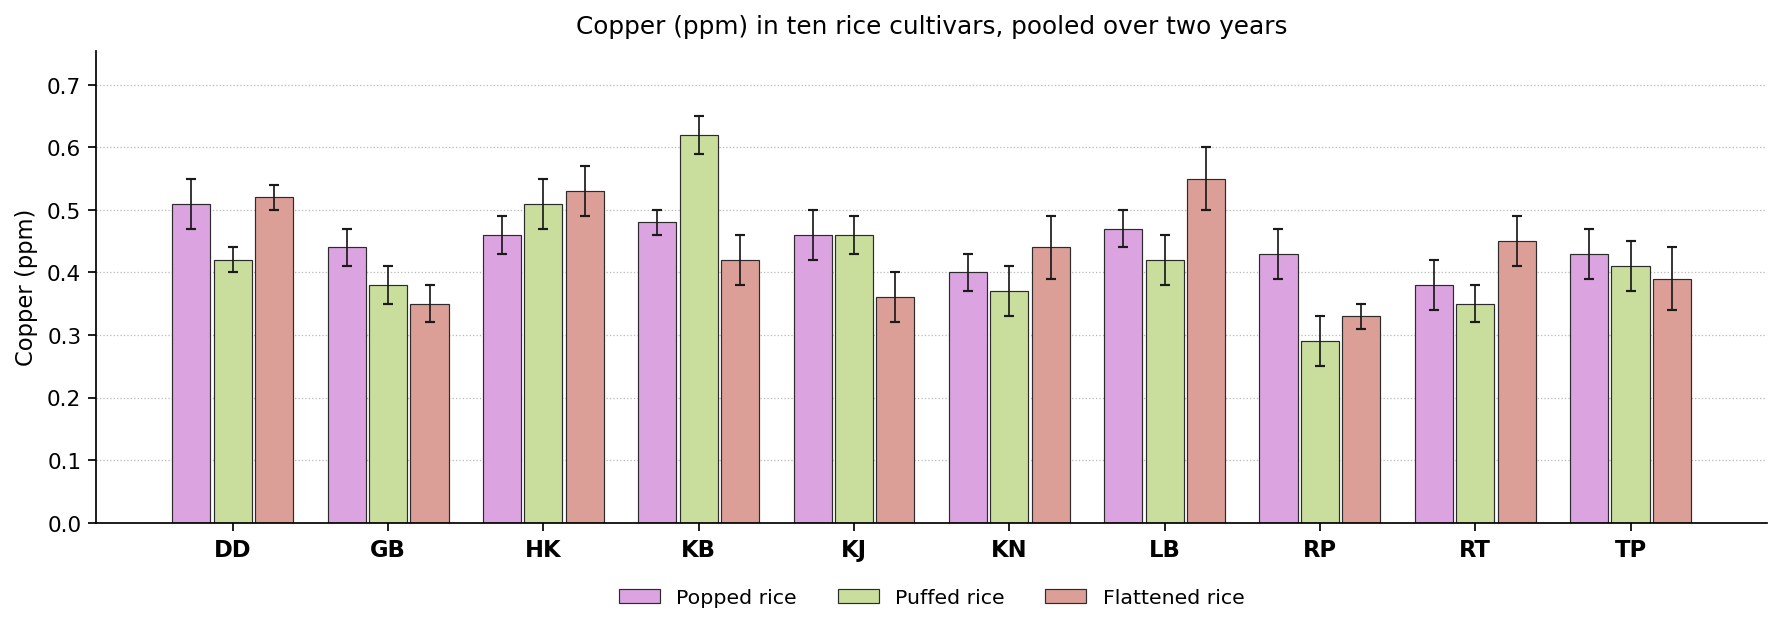 Copper (ppm) in ten rice cultivars, pooled over two years
Copper (ppm)
0.7
0.6
0.5
0.4
0.3
0.2
0.1
0.0
DD GB HK KB KJ KN LB RP RT TP
Popped rice Puffed rice Flattened rice